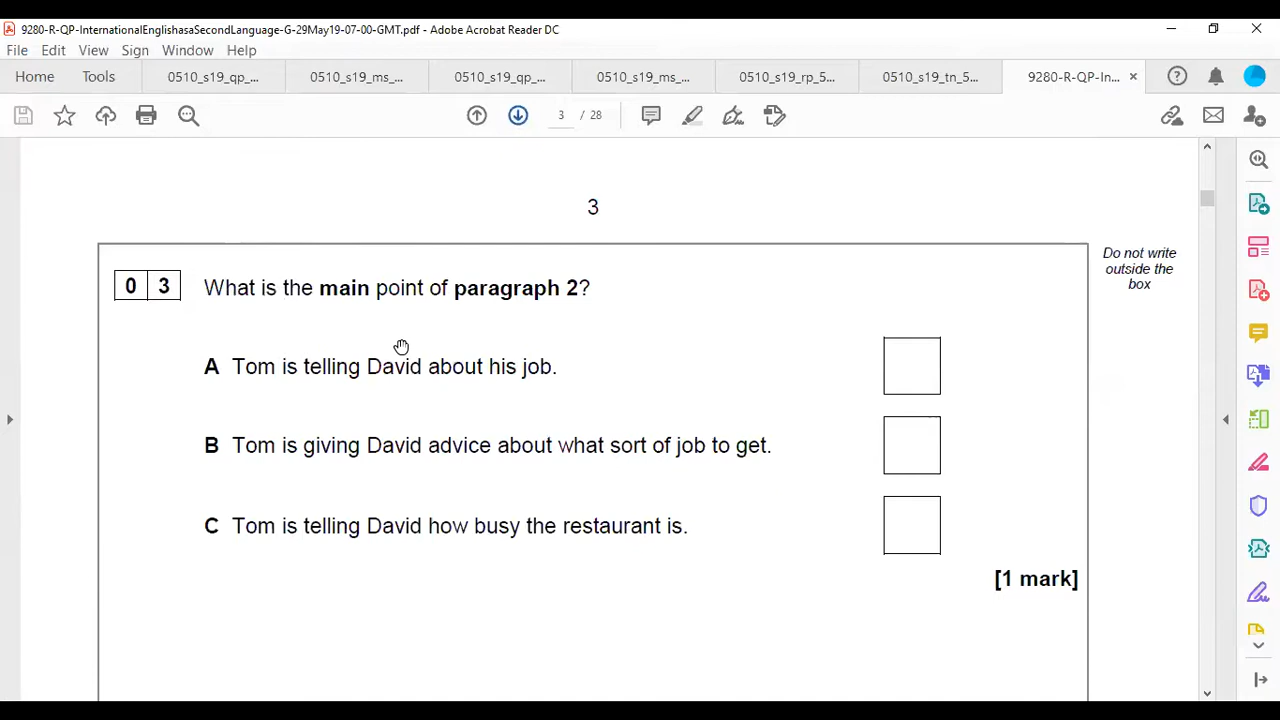 9280-R-QP-InternationalEnglishasaSecondLanguage-G-29May19-07-00-GMT.pdf - Adobe Acrobat Reader DC
File Edit View Sign Window Help
Home Tools 0510_s19_qp_... 0510_s19_ms_... 0510_s19_qp_... 0510_s19_ms_... 0510_s19_rp_5... 0510_s19_tn_5... 9280-R-QP-In...
3 / 28
3
Do not write
outside the
box
0 3 What is the main point of paragraph 2?
A Tom is telling David about his job.
B Tom is giving David advice about what sort of job to get.
C Tom is telling David how busy the restaurant is.
[1 mark]